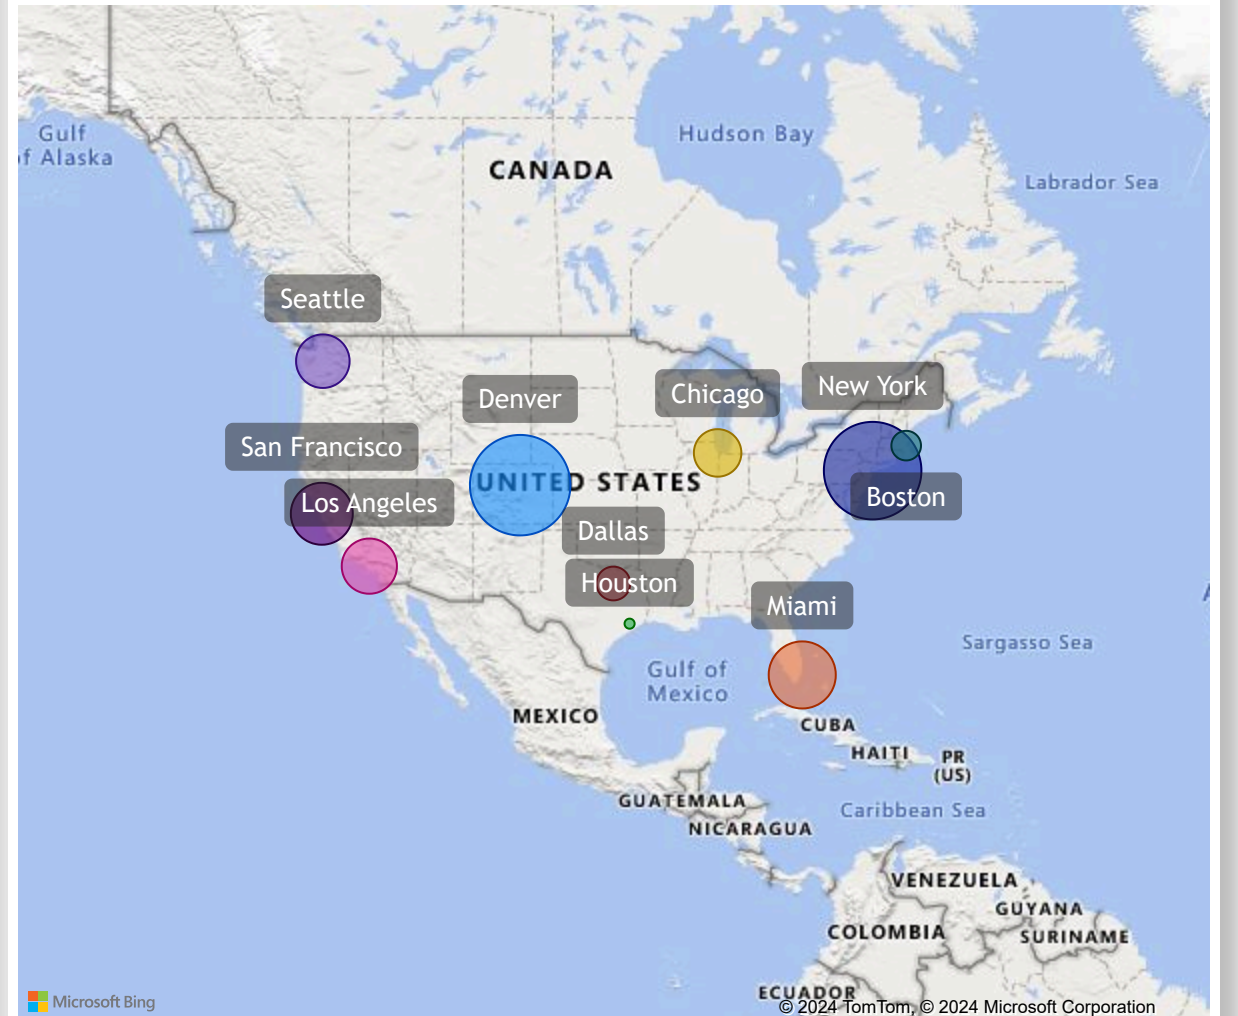 Gulf
of Alaska
Hudson Bay
CANADA
Labrador Sea
Seattle
Denver
Chicago
New York
San Francisco
UNITED STATES
Los Angeles
Boston
Dallas
Houston
Miami
Sargasso Sea
Gulf of
Mexico
MEXICO
CUBA
HAITI
PR
(US)
GUATEMALA
Caribbean Sea
NICARAGUA
VENEZUELA
GUYANA
COLOMBIA
SURINAME
ECUADOR
Microsoft Bing
© 2024 TomTom, © 2024 Microsoft Corporation